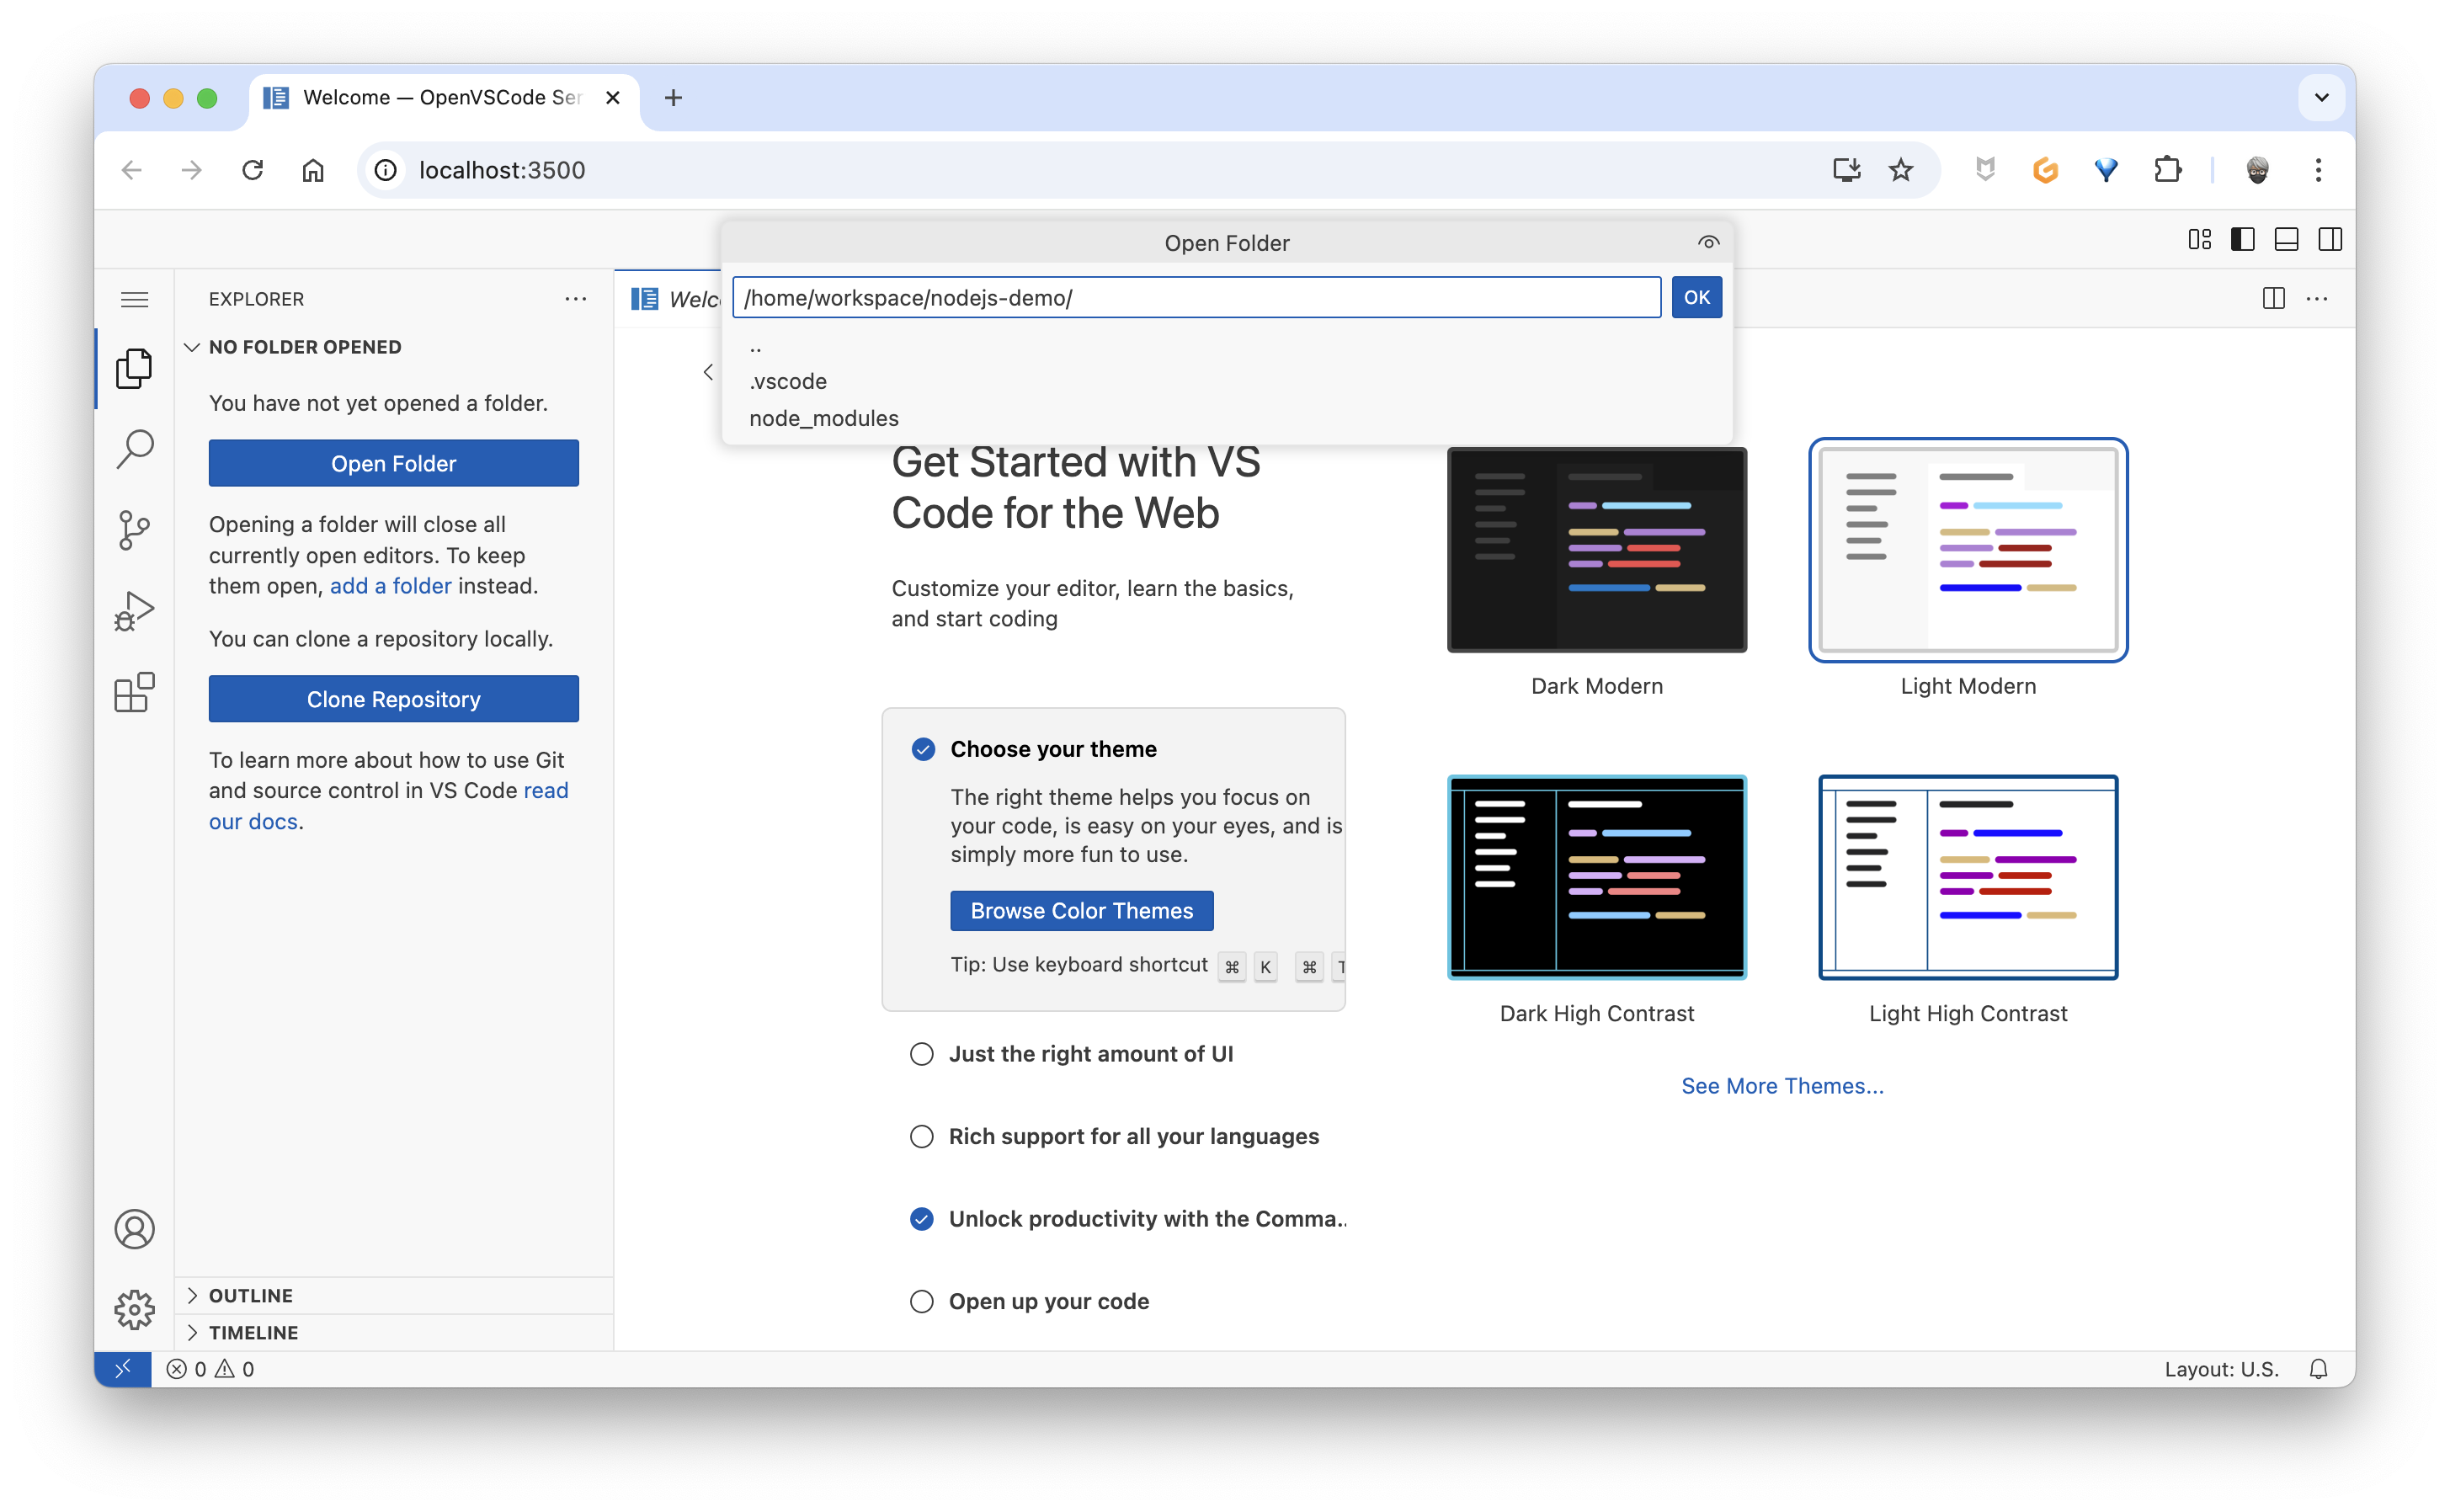 Welcome — OpenVSCode Ser
localhost:3500
Open Folder
/home/workspace/nodejs-demo/
OK
..
.vscode
node_modules
EXPLORER
NO FOLDER OPENED
You have not yet opened a folder.
Open Folder
Opening a folder will close all
currently open editors. To keep
them open, add a folder instead.
You can clone a repository locally.
Clone Repository
To learn more about how to use Git
and source control in VS Code read
our docs.
OUTLINE
TIMELINE
Welc
Get Started with VS
Code for the Web
Customize your editor, learn the basics,
and start coding
Choose your theme
The right theme helps you focus on
your code, is easy on your eyes, and is
simply more fun to use.
Browse Color Themes
Tip: Use keyboard shortcut ⌘ K ⌘ T
Just the right amount of UI
Rich support for all your languages
Unlock productivity with the Comma..
Open up your code
Dark Modern
Light Modern
Dark High Contrast
Light High Contrast
See More Themes...
0 0
Layout: U.S.